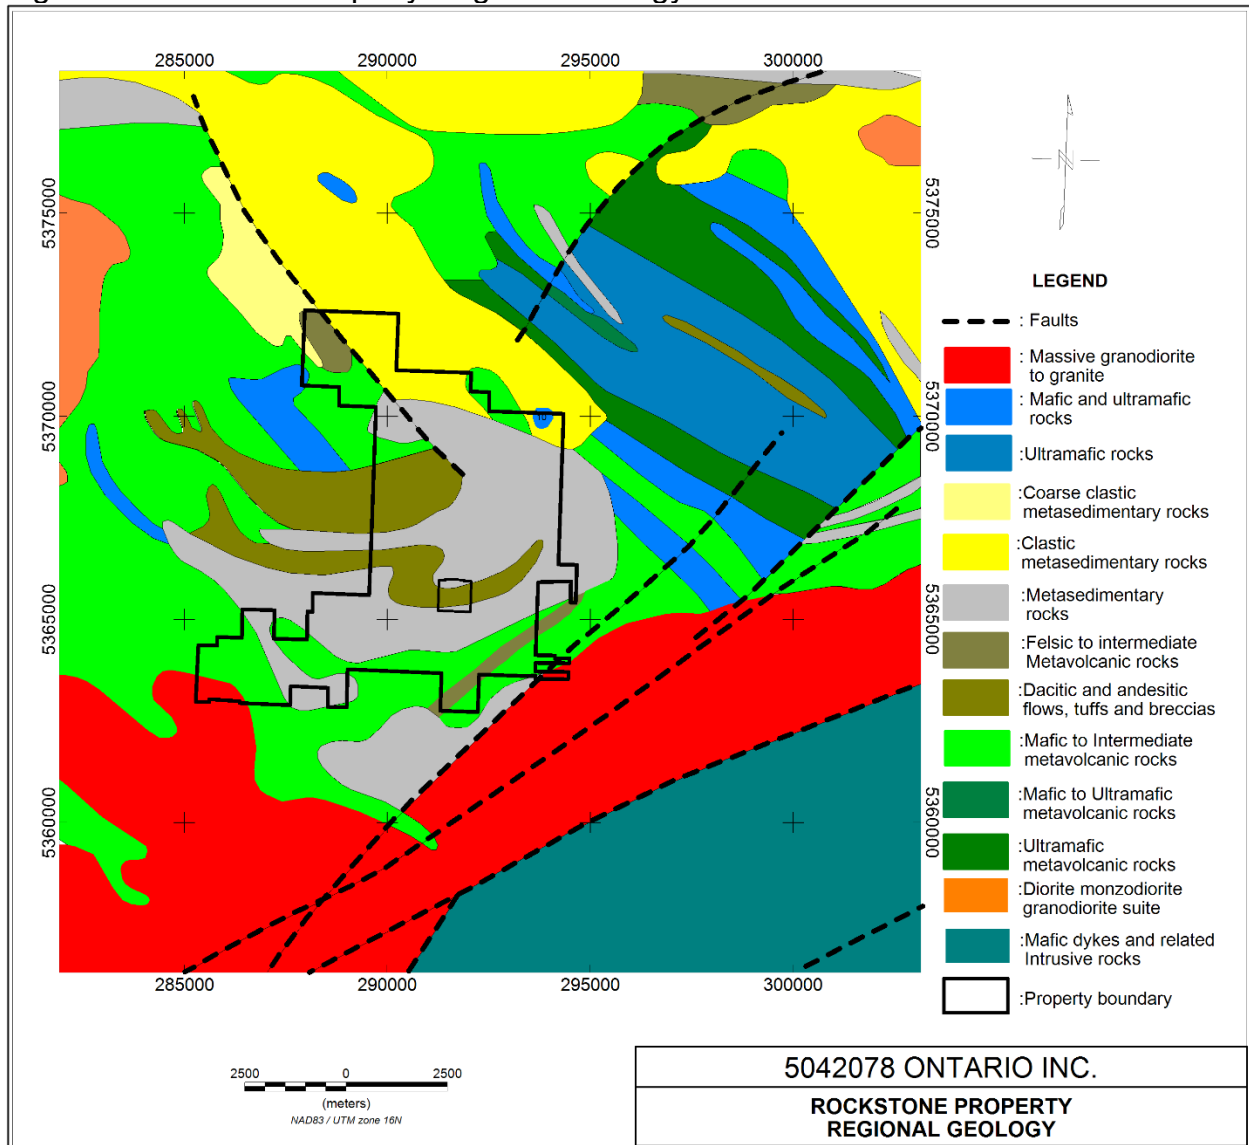 285000 290000 295000 300000
5375000 5375000
5370000 5370000
5365000 5365000
5360000 5360000
285000 290000 295000 300000
10
N
LEGEND
: Faults
: Massive granodiorite
to granite
: Mafic and ultramafic
rocks
:Ultramafic rocks
:Coarse clastic
metasedimentary rocks
:Clastic
metasedimentary rocks
:Metasedimentary
rocks
:Felsic to intermediate
Metavolcanic rocks
:Dacitic and andesitic
flows, tuffs and breccias
:Mafic to Intermediate
metavolcanic rocks
:Mafic to Ultramafic
metavolcanic rocks
:Ultramafic
metavolcanic rocks
:Diorite monzodiorite
granodiorite suite
:Mafic dykes and related
Intrusive rocks
:Property boundary
2500 0 2500
(meters)
NAD83 / UTM zone 16N
5042078 ONTARIO INC.
ROCKSTONE PROPERTY
REGIONAL GEOLOGY